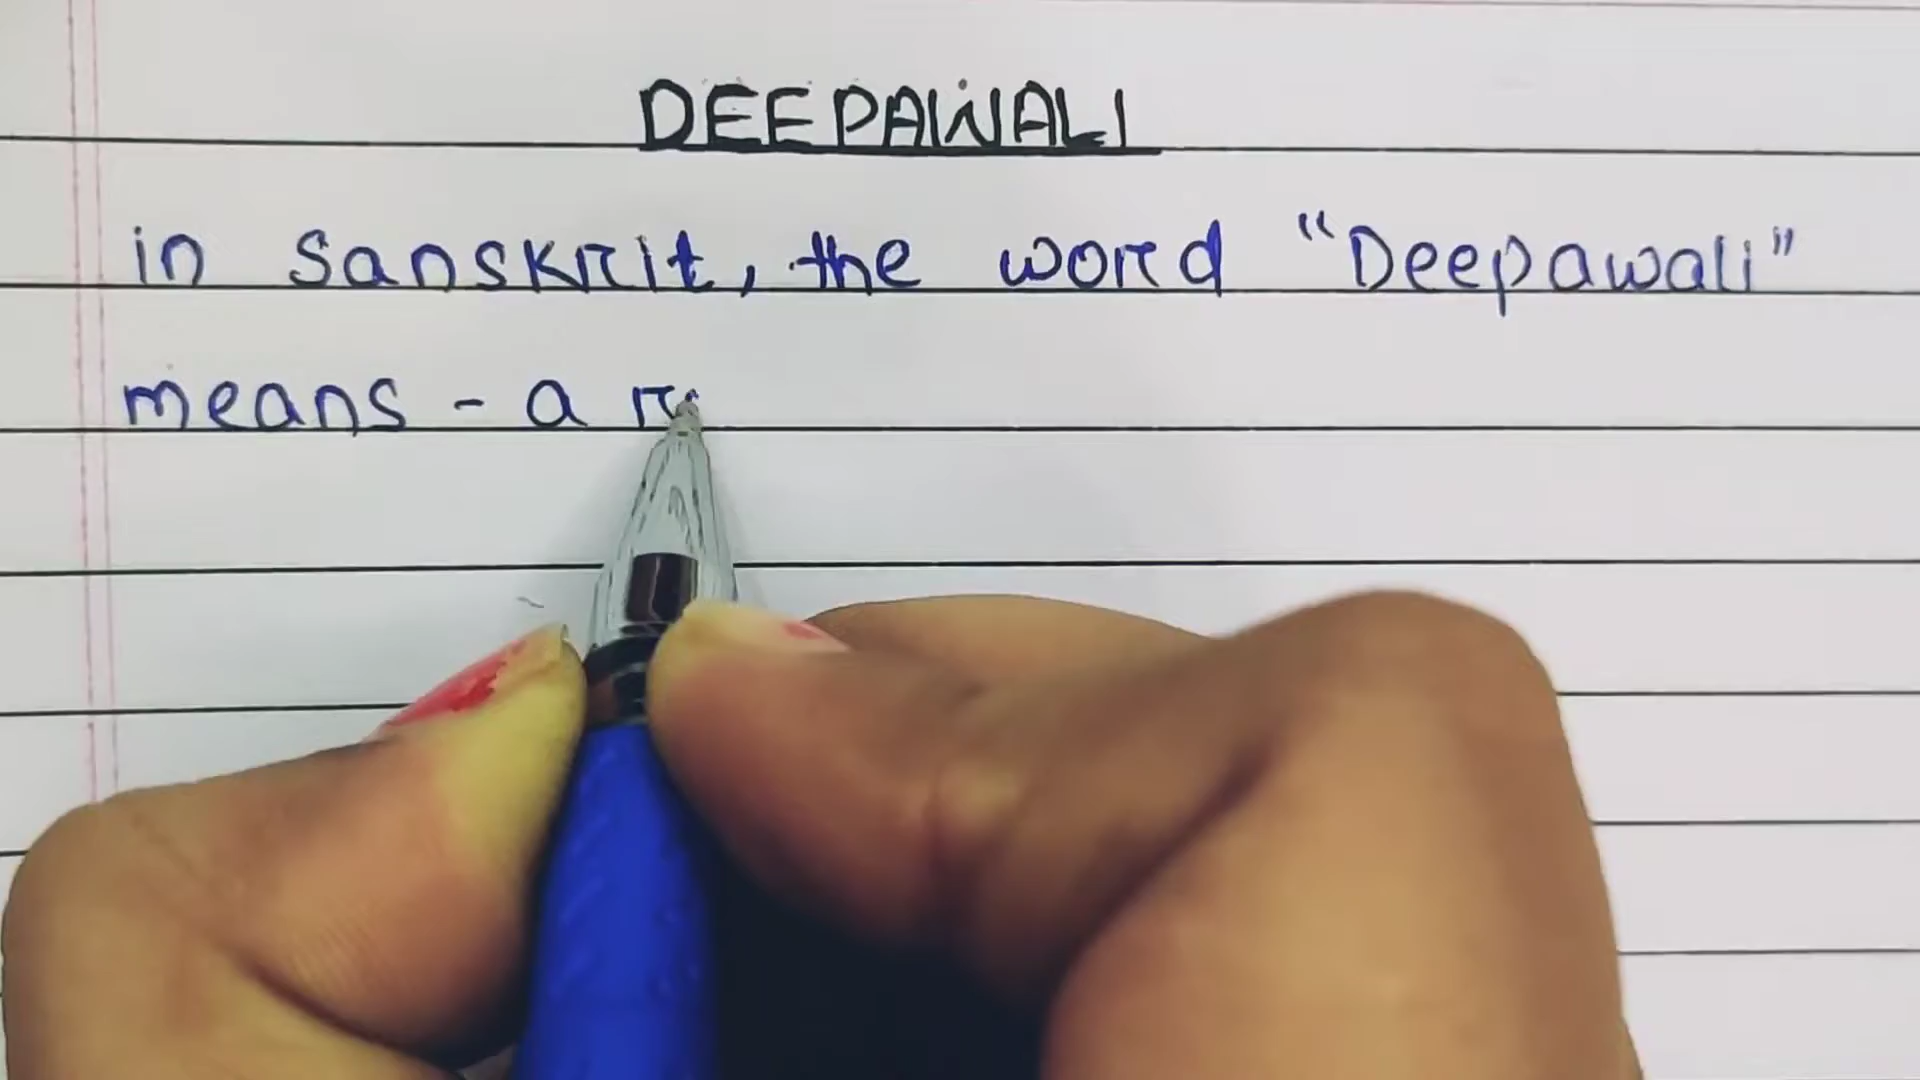 DEEPAWALI
in Sanskrit, the word “Deepawali”
means - a r